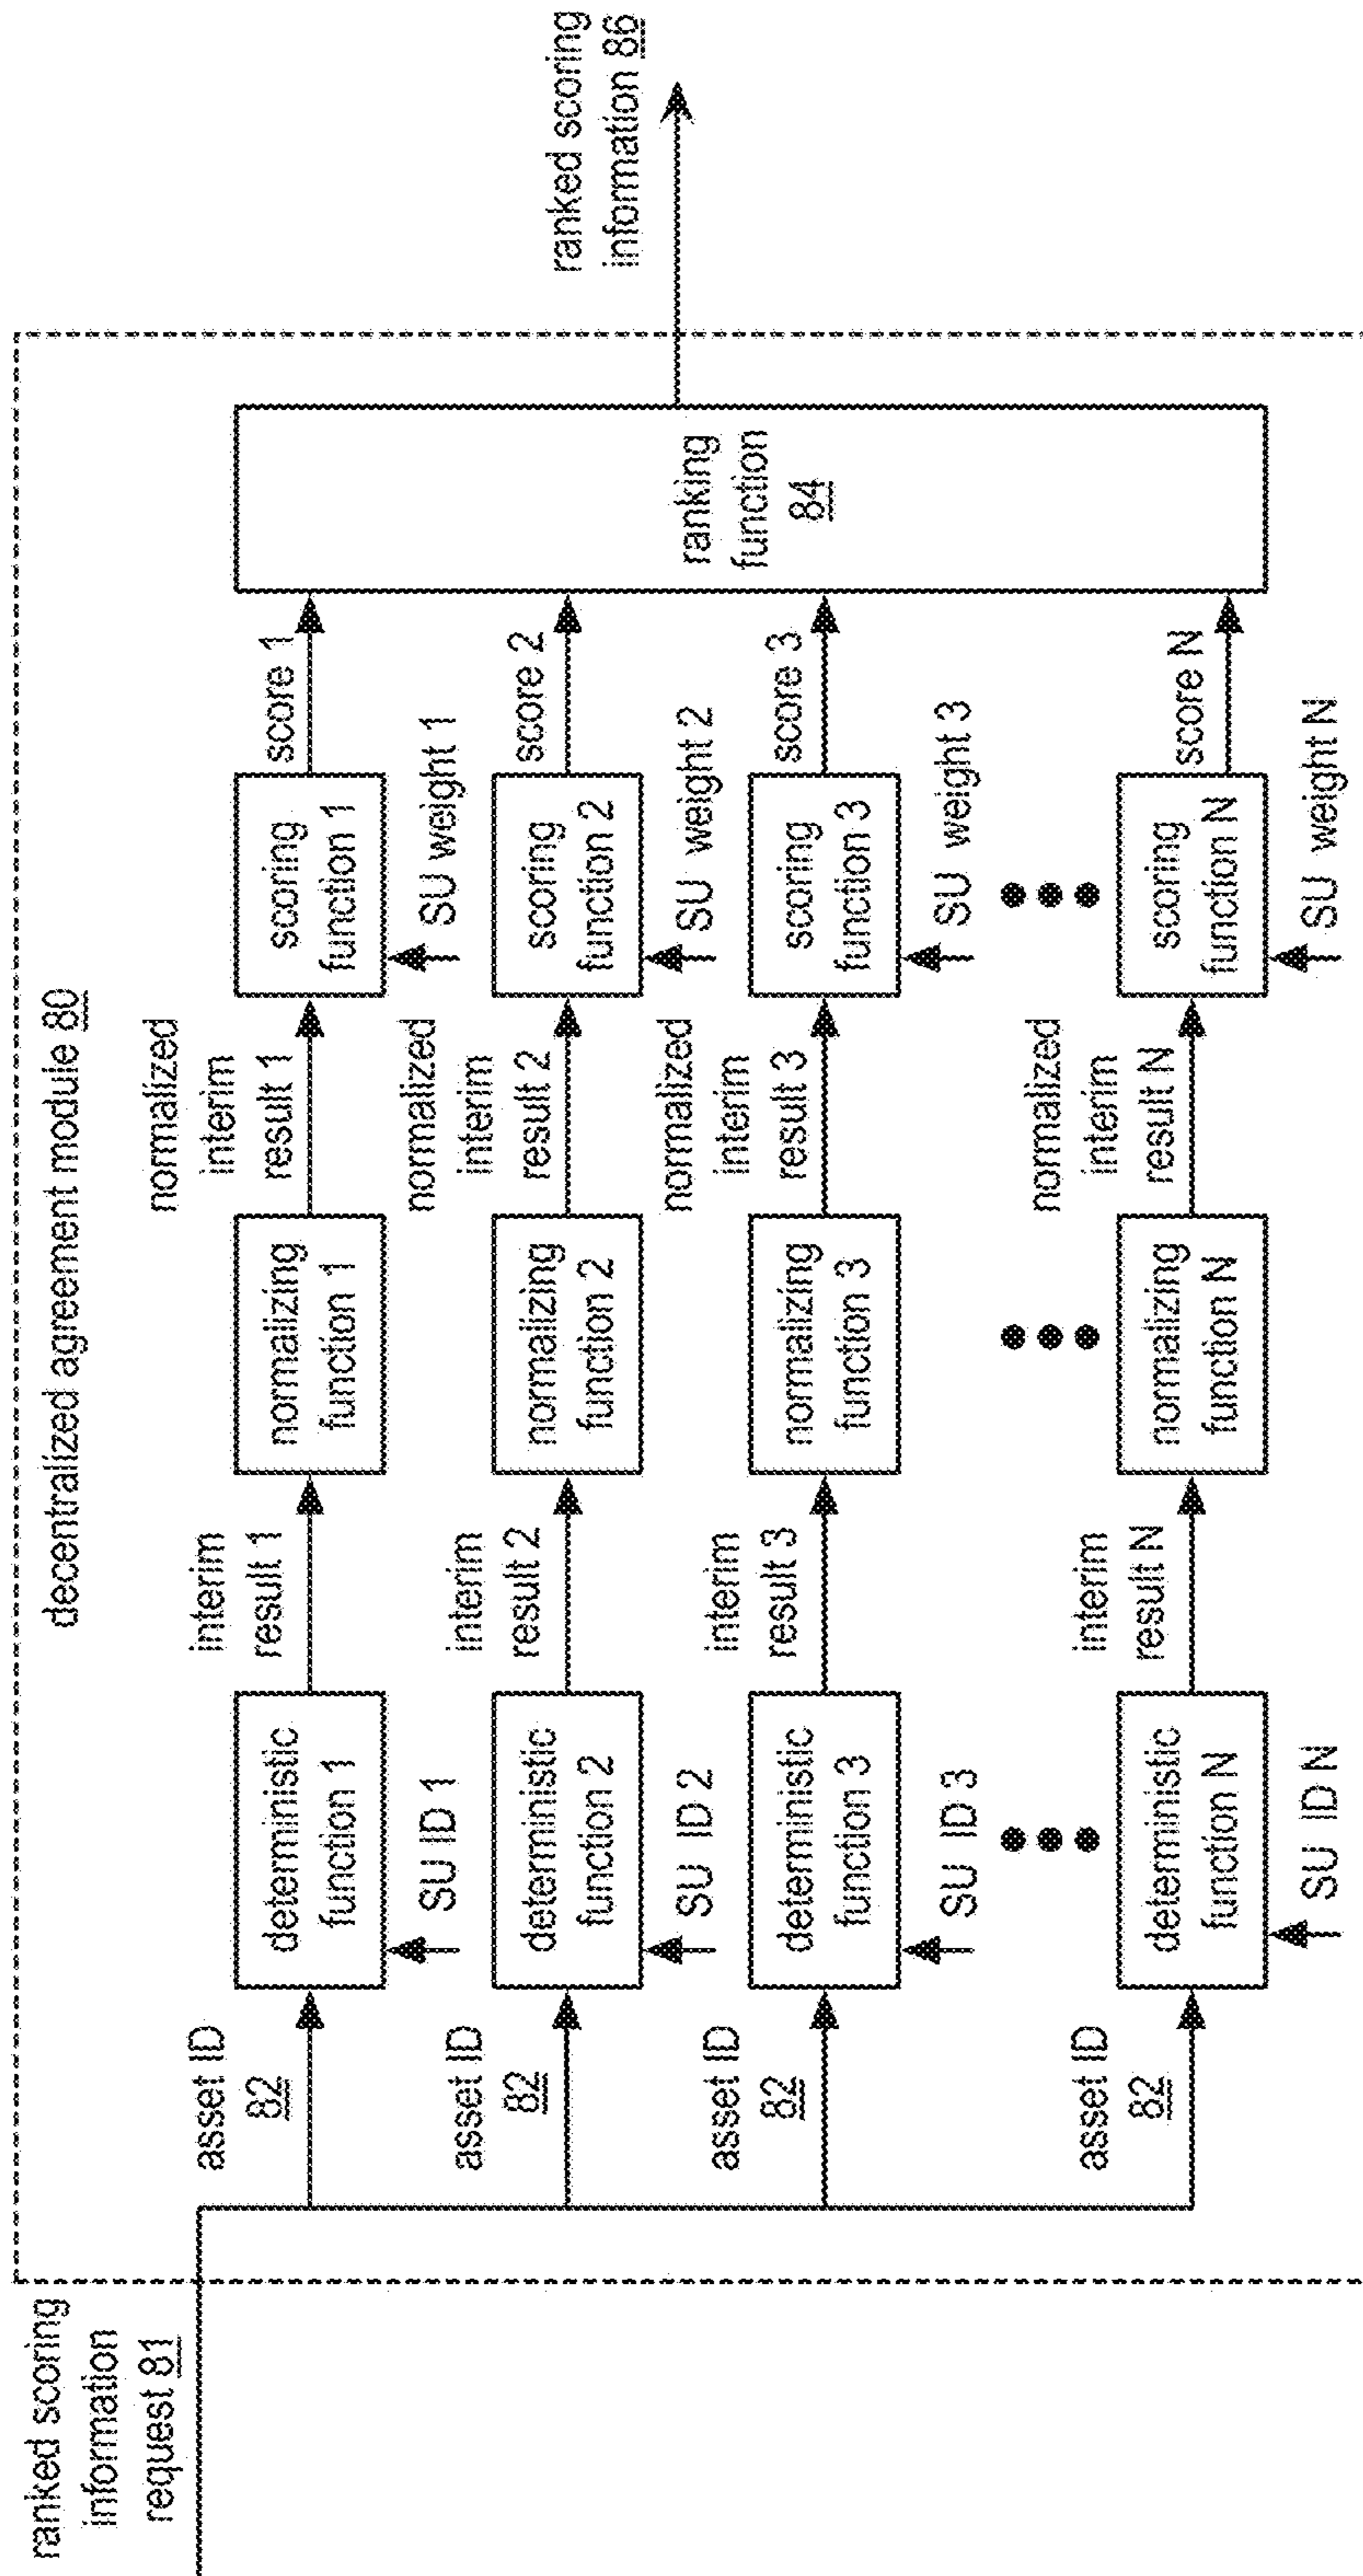 ranked scoring
information
request 81
decentralized agreement module 80
asset ID
82
deterministic
function 1
SU ID 1
interim
result 1
normalizing
function 1
normalized
interim
result 1
scoring
function 1
SU weight 1
score 1
asset ID
82
deterministic
function 2
SU ID 2
interim
result 2
normalizing
function 2
normalized
interim
result 2
scoring
function 2
SU weight 2
score 2
asset ID
82
deterministic
function 3
SU ID 3
interim
result 3
normalizing
function 3
normalized
interim
result 3
scoring
function 3
SU weight 3
score 3
asset ID
82
deterministic
function N
SU ID N
interim
result N
normalizing
function N
normalized
interim
result N
scoring
function N
SU weight N
score N
ranking
function
84
ranked scoring
information 86